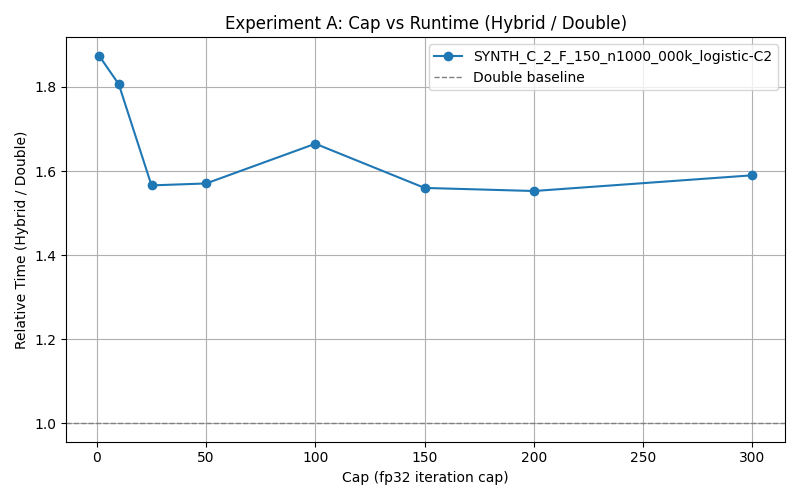 Experiment A: Cap vs Runtime (Hybrid / Double)
SYNTH_C_2_F_150_n1000_000k_logistic-C2
Double baseline
Relative Time (Hybrid / Double)
1.8
1.6
1.4
1.2
1.0
0 50 100 150 200 250 300
Cap (fp32 iteration cap)